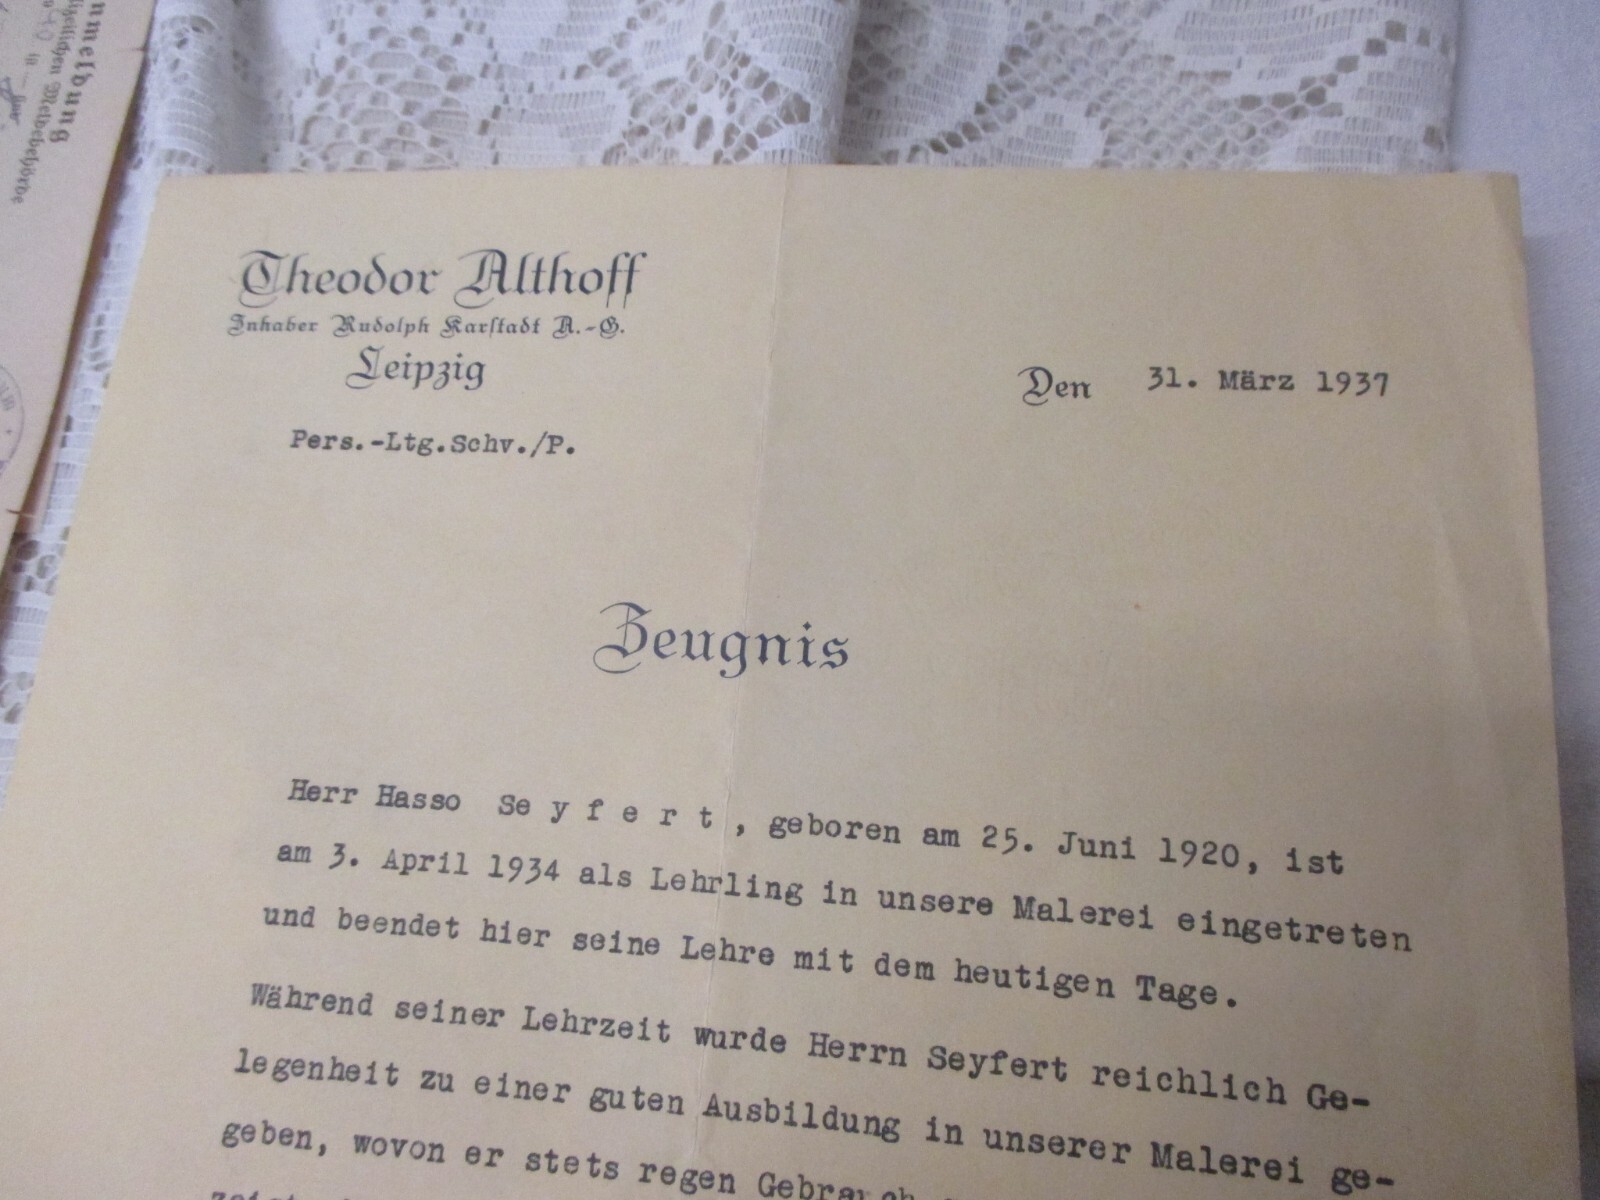 nmeldung
Meldebehörde
Theodor Althoff
Inhaber Rudolph Karstadt A.-G.
Leipzig
Den 31. März 1937
Pers.-Ltg.Schv./P.
Zeugnis
Herr Hasso Se y f e r t , geboren am 25. Juni 1920, ist
am 3. April 1934 als Lehrling in unsere Malerei eingetreten
und beendet hier seine Lehre mit dem heutigen Tage.
Während seiner Lehrzeit wurde Herrn Seyfert reichlich Ge-
legenheit zu einer guten Ausbildung in unserer Malerei ge-
geben, wovon er stets regen Gebrauch